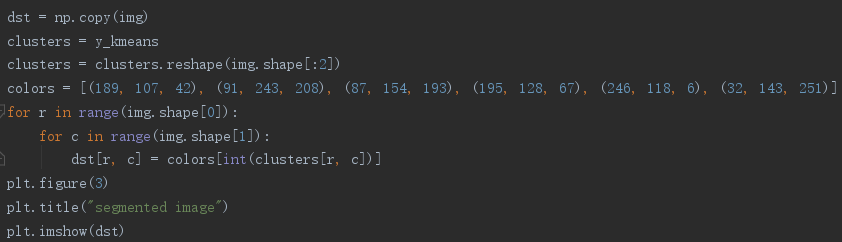 dst = np.copy(img)
clusters = y_kmeans
clusters = clusters.reshape(img.shape[:2])
colors = [(189, 107, 42), (91, 243, 208), (87, 154, 193), (195, 128, 67), (246, 118, 6), (32, 143, 251)]
for r in range(img.shape[0]):
    for c in range(img.shape[1]):
        dst[r, c] = colors[int(clusters[r, c])]
plt.figure(3)
plt.title("segmented image")
plt.imshow(dst)